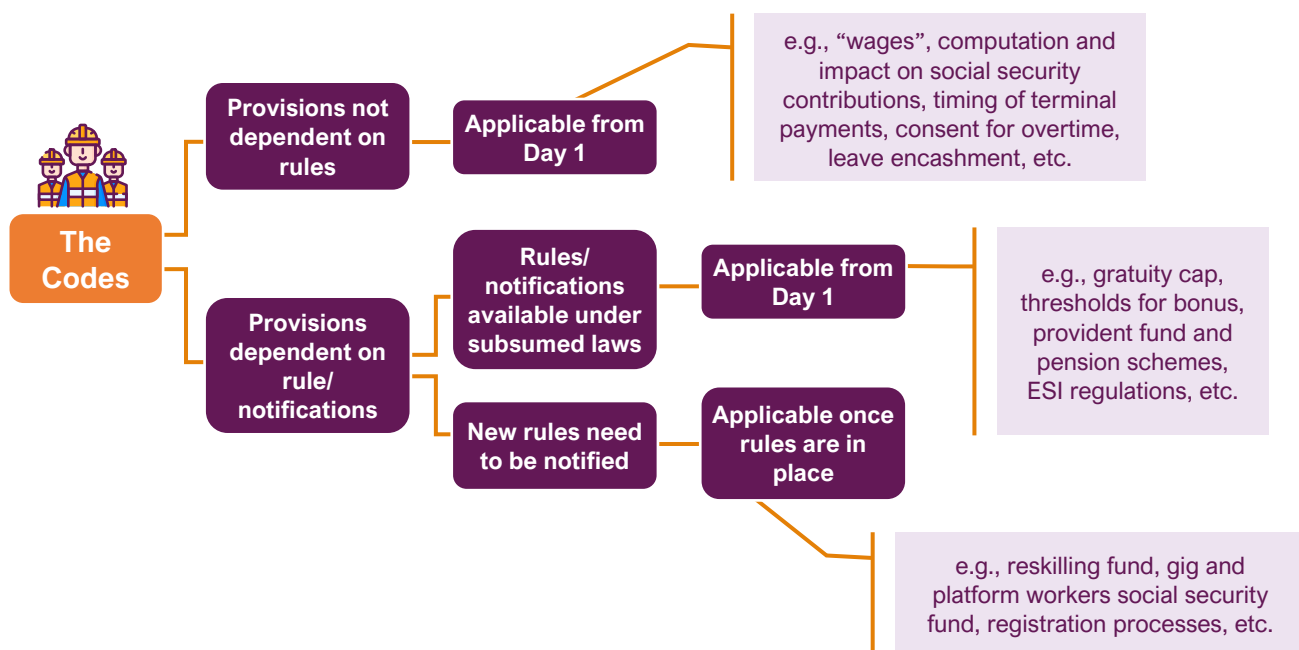 The
Codes
Provisions not
dependent on
rules
Applicable from
Day 1
e.g., “wages”, computation and
impact on social security
contributions, timing of terminal
payments, consent for overtime,
leave encashment, etc.
Provisions
dependent on
rule/
notifications
Rules/
notifications
available under
subsumed laws
Applicable from
Day 1
e.g., gratuity cap,
thresholds for bonus,
provident fund and
pension schemes,
ESI regulations, etc.
New rules need
to be notified
Applicable once
rules are in
place
e.g., reskilling fund, gig and
platform workers social security
fund, registration processes, etc.